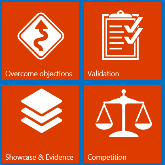 Overcome objections
Validation
Showcase & Evidence
Competition